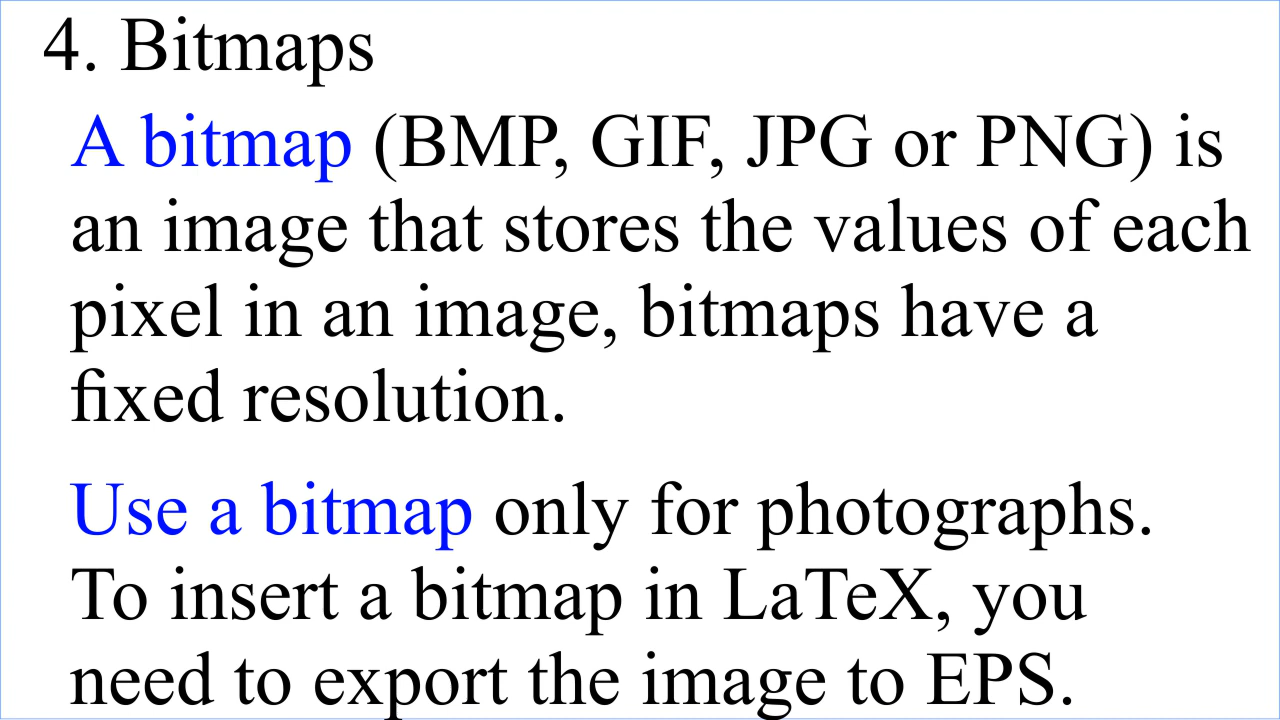 4. Bitmaps
A bitmap (BMP, GIF, JPG or PNG) is
an image that stores the values of each
pixel in an image, bitmaps have a
fixed resolution.
Use a bitmap only for photographs.
To insert a bitmap in LaTeX, you
need to export the image to EPS.